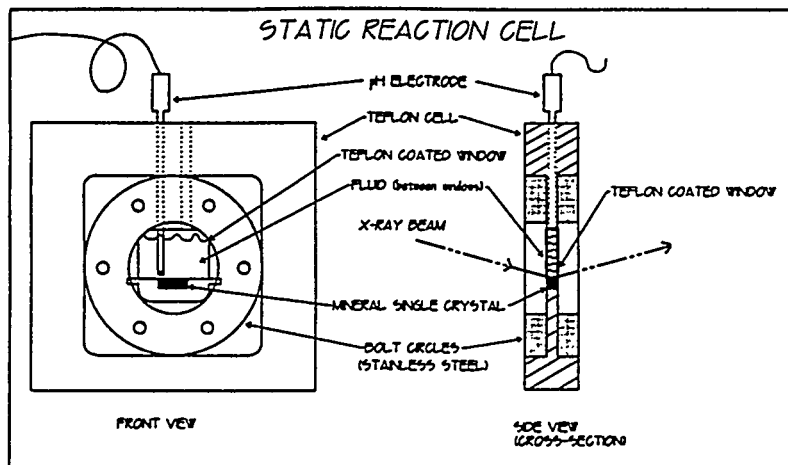 STATIC REACTION CELL
pH ELECTRODE
TEFLON CELL
TEFLON COATED WINDOW
FLUID (between windows)
TEFLON COATED WINDOW
X-RAY BEAM
MINERAL SINGLE CRYSTAL
BOLT CIRCLES
(STAINLESS STEEL)
FRONT VIEW
SIDE VIEW
(CROSS-SECTION)